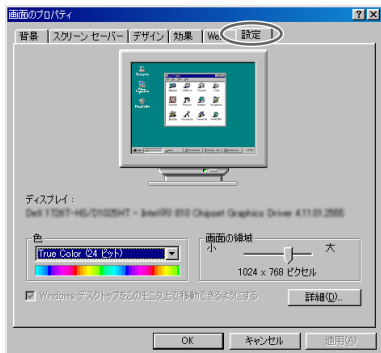 画面のプロパティ
背景 スクリーン セーバー デザイン 効果 We 設定
ディスプレイ :
Dell 1726T-HS/D1025HT - Intel(R) 810 Chipset Graphics Driver 4.11.01.2555
色
True Color (24 ビット)
画面の領域
小 大
1024 x 768 ピクセル
Windows デスクトップをこのモニタ上で移動できるようにする
詳細(D)...
OK キャンセル 適用(A)